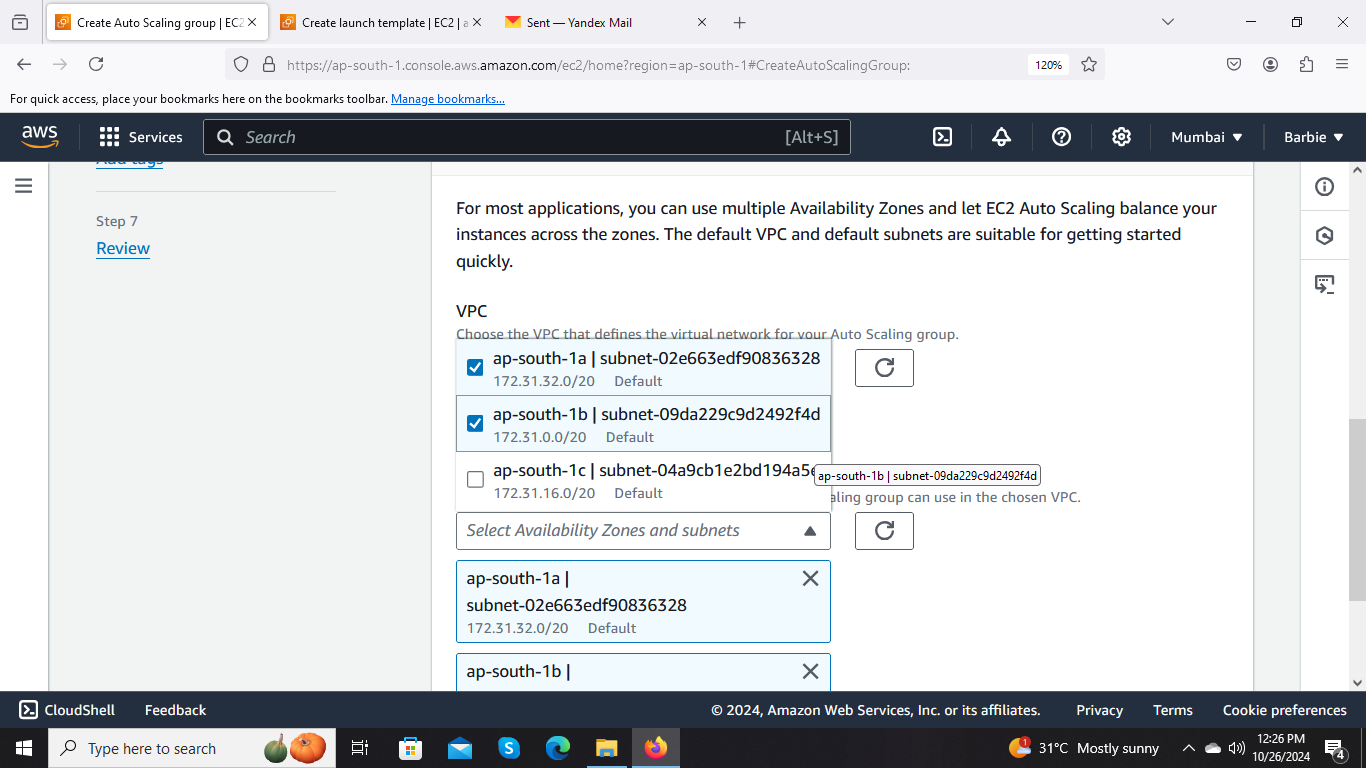 Create Auto Scaling group | EC2
Create launch template | EC2 | a
Sent — Yandex Mail
https://ap-south-1.console.aws.amazon.com/ec2/home?region=ap-south-1#CreateAutoScalingGroup:
120%
For quick access, place your bookmarks here on the bookmarks toolbar. Manage bookmarks...
aws
Services
Search
[Alt+S]
Mumbai
Barbie
Add tags
Step 7
Review
For most applications, you can use multiple Availability Zones and let EC2 Auto Scaling balance your
instances across the zones. The default VPC and default subnets are suitable for getting started
quickly.
VPC
Choose the VPC that defines the virtual network for your Auto Scaling group.
ap-south-1a | subnet-02e663edf90836328
172.31.32.0/20 Default
ap-south-1b | subnet-09da229c9d2492f4d
172.31.0.0/20 Default
ap-south-1c | subnet-04a9cb1e2bd194a5e
172.31.16.0/20 Default
ap-south-1b | subnet-09da229c9d2492f4d
aling group can use in the chosen VPC.
Select Availability Zones and subnets
ap-south-1a |
subnet-02e663edf90836328
172.31.32.0/20 Default
ap-south-1b |
CloudShell
Feedback
© 2024, Amazon Web Services, Inc. or its affiliates.
Privacy
Terms
Cookie preferences
Type here to search
1
31°C Mostly sunny
12:26 PM
10/26/2024
4